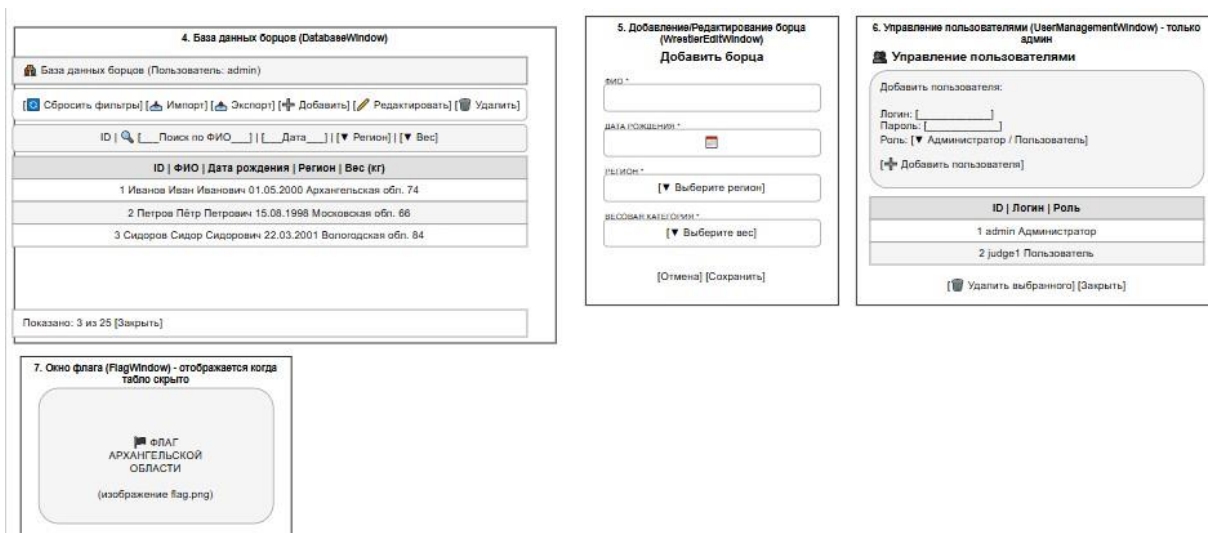 4. База данных борцов (DatabaseWindow)
База данных борцов (Пользователь: admin)
[🔄 Сбросить фильтры] [📥 Импорт] [📤 Экспорт] [➕ Добавить] [✏️ Редактировать] [🗑️ Удалить]
ID | 🔍 [___Поиск по ФИО___] | [___Дата___] | [▼ Регион] | [▼ Вес]
ID | ФИО | Дата рождения | Регион | Вес (кг)
1 Иванов Иван Иванович 01.05.2000 Архангельская обл. 74
2 Петров Пётр Петрович 15.08.1998 Московская обл. 66
3 Сидоров Сидор Сидорович 22.03.2001 Вологодская обл. 84
Показано: 3 из 25 [Закрыть]
5. Добавление/Редактирование борца
(WrestlerEditWindow)
Добавить борца
ФИО *
ДАТА РОЖДЕНИЯ *
РЕГИОН *
[▼ Выберите регион]
ВЕСОВАЯ КАТЕГОРИЯ *
[▼ Выберите вес]
[Отмена] [Сохранить]
6. Управление пользователями (UserManagementWindow) - только
админ
👥 Управление пользователями
Добавить пользователя:
Логин: [____________]
Пароль: [____________]
Роль: [▼ Администратор / Пользователь]
[➕ Добавить пользователя]
ID | Логин | Роль
1 admin Администратор
2 judge1 Пользователь
[🗑️ Удалить выбранного] [Закрыть]
7. Окно флага (FlagWindow) - отображается когда
табло скрыто
🏴 ФЛАГ
АРХАНГЕЛЬСКОЙ
ОБЛАСТИ
(изображение flag.png)